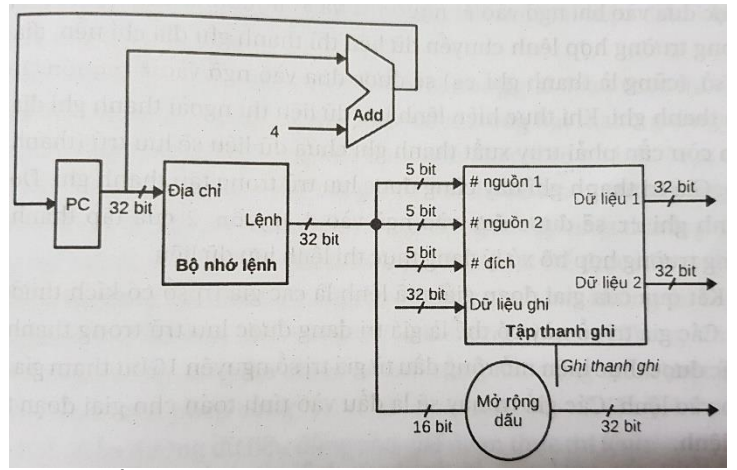 Add
4
PC
32 bit
Địa chỉ
Lệnh
32 bit
Bộ nhớ lệnh
5 bit
# nguồn 1
5 bit
# nguồn 2
5 bit
# đích
32 bit
Dữ liệu ghi
Dữ liệu 1
32 bit
Dữ liệu 2
32 bit
Tập thanh ghi
Ghi thanh ghi
Mở rộng
dấu
16 bit
32 bit